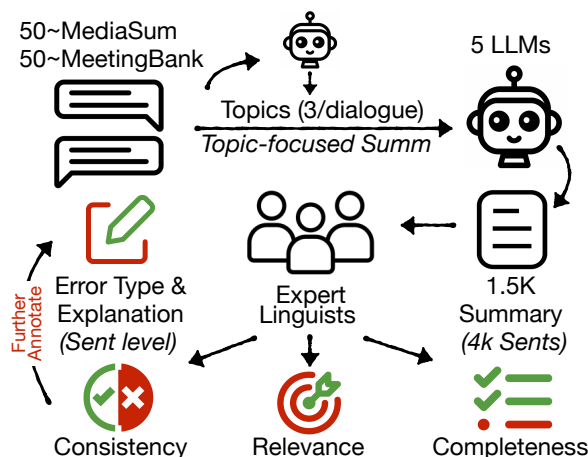 50~MediaSum
50~MeetingBank
5 LLMs
Topics (3/dialogue)
Topic-focused Summ
Further
Annotate
Error Type &
Explanation
(Sent level)
Expert
Linguists
1.5K
Summary
(4k Sents)
Consistency
Relevance
Completeness